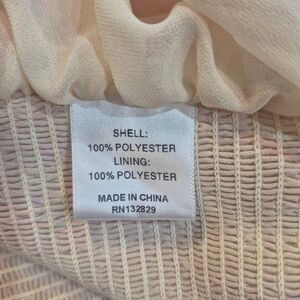 SHELL:
100% POLYESTER
LINING:
100% POLYESTER
MADE IN CHINA
RN132829